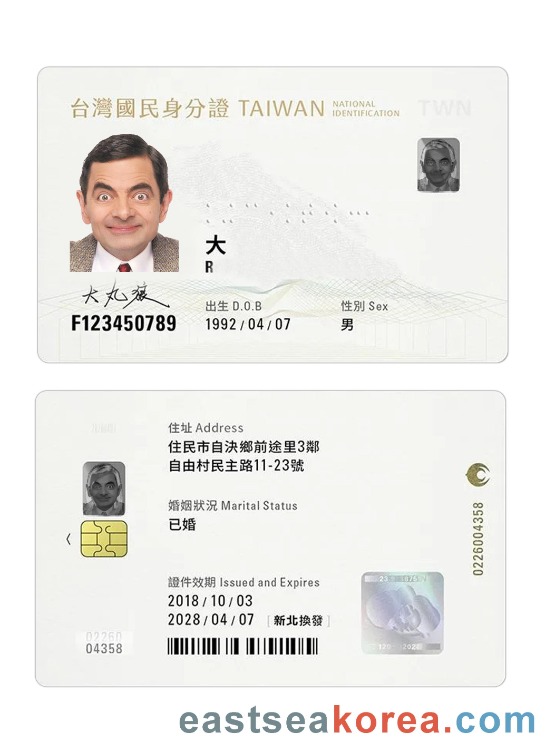 台灣國民身分證 TAIWAN NATIONAL IDENTIFICATION TWN
大
R
大丸嫂
F123450789
出生 D.O.B 性別 Sex
1992 / 04 / 07 男
住址 Address
住民市自決鄉前途里3鄰
自由村民主路11-23號
婚姻狀況 Marital Status
已婚
0226004358
證件效期 Issued and Expires
2018 / 10 / 03
2028 / 04 / 07 [ 新北換發 ]
02260
04358
eastseakorea.com